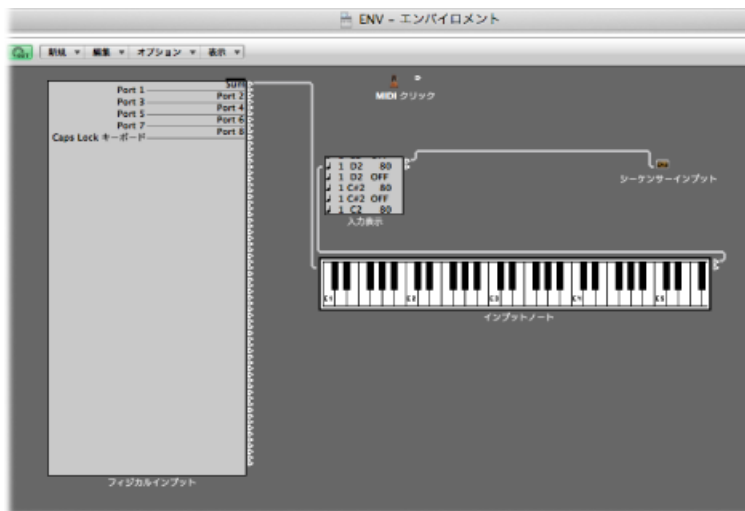 ENV – エンバイロメント
新規 編集 オプション 表示
Sum
Port 1
Port 2
Port 3
Port 4
Port 5
Port 6
Port 7
Port 8
Caps Lock キーボード
フィジカルインプット
MIDI クリック
1 D2 80
1 D2 OFF
1 C#2 80
1 C#2 OFF
1 C2 80
入力表示
シーケンサーインプット
C1 C2 C3 C4 C5
インプットノート